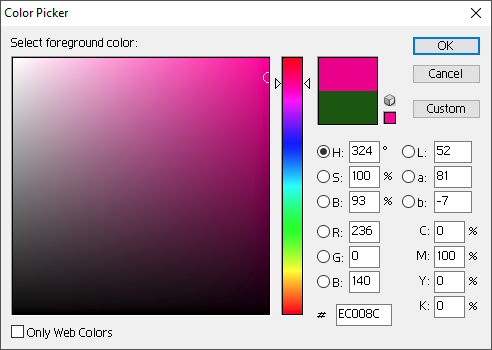 Color Picker
Select foreground color:
OK
Cancel
Custom
H: 324 °
S: 100 %
B: 93 %
L: 52
a: 81
b: -7
R: 236
G: 0
B: 140
C: 0 %
M: 100 %
Y: 0 %
K: 0 %
# EC008C
Only Web Colors